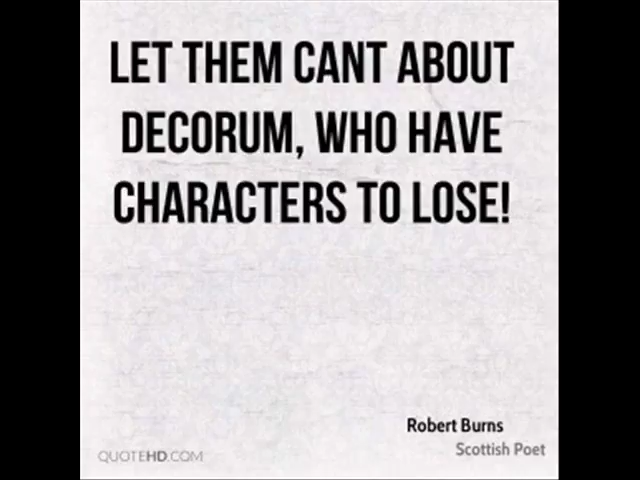 LET THEM CANT ABOUT
DECORUM, WHO HAVE
CHARACTERS TO LOSE!
Robert Burns
Scottish Poet
QUOTEHD.COM